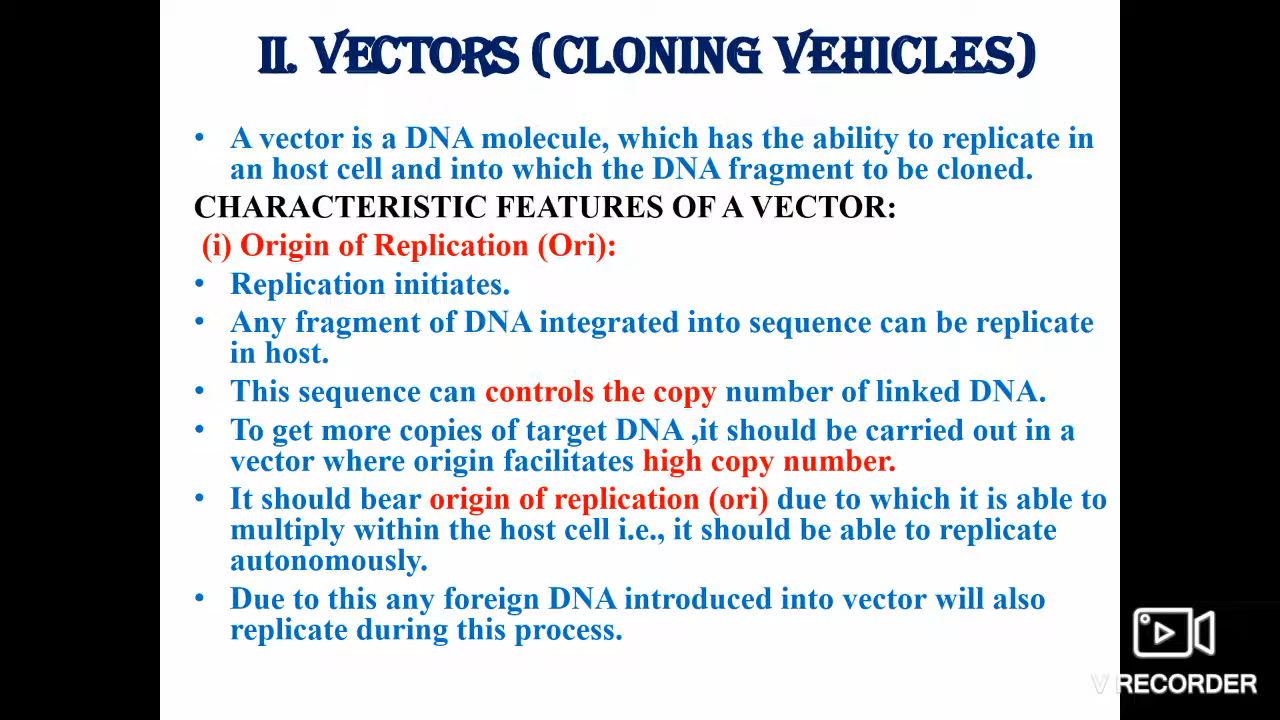 II. VECTORS (CLONING VEHICLES)
• A vector is a DNA molecule, which has the ability to replicate in
an host cell and into which the DNA fragment to be cloned.
CHARACTERISTIC FEATURES OF A VECTOR:
(i) Origin of Replication (Ori):
• Replication initiates.
• Any fragment of DNA integrated into sequence can be replicate
in host.
• This sequence can controls the copy number of linked DNA.
• To get more copies of target DNA ,it should be carried out in a
vector where origin facilitates high copy number.
• It should bear origin of replication (ori) due to which it is able to
multiply within the host cell i.e., it should be able to replicate
autonomously.
• Due to this any foreign DNA introduced into vector will also
replicate during this process.
V RECORDER